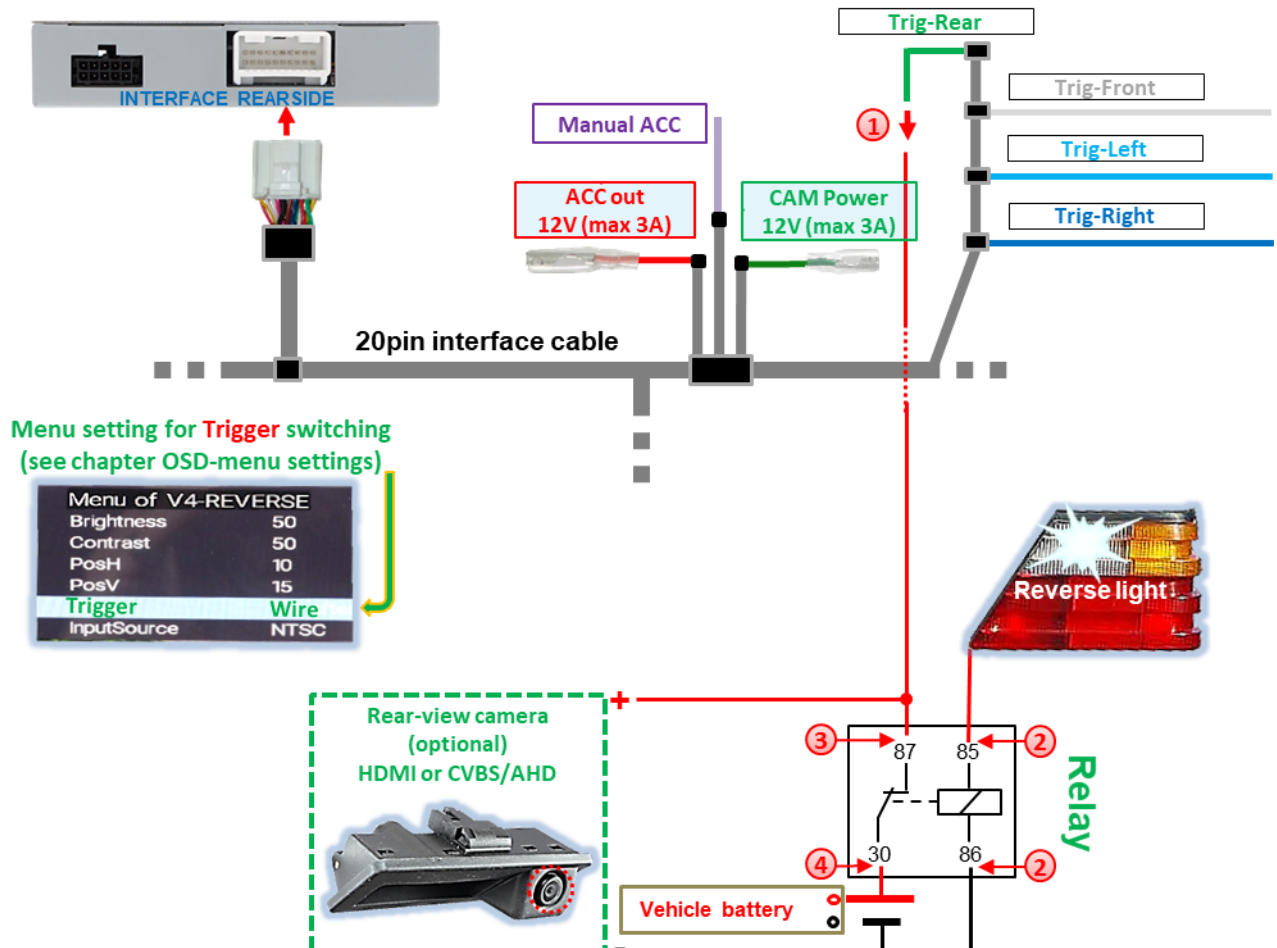 Trig-Rear
INTERFACE REARSIDE
Trig-Front
Manual ACC
1
Trig-Left
ACC out
12V (max 3A)
CAM Power
12V (max 3A)
Trig-Right
20pin interface cable
Menu setting for Trigger switching
(see chapter OSD-menu settings)
Menu of V4-REVERSE
Brightness 50
Contrast 50
PosH 10
PosV 15
Trigger Wire
InputSource NTSC
Reverse light
+
Rear-view camera
(optional)
HDMI or CVBS/AHD
3
87
85
2
Relay
4
30
86
2
Vehicle battery